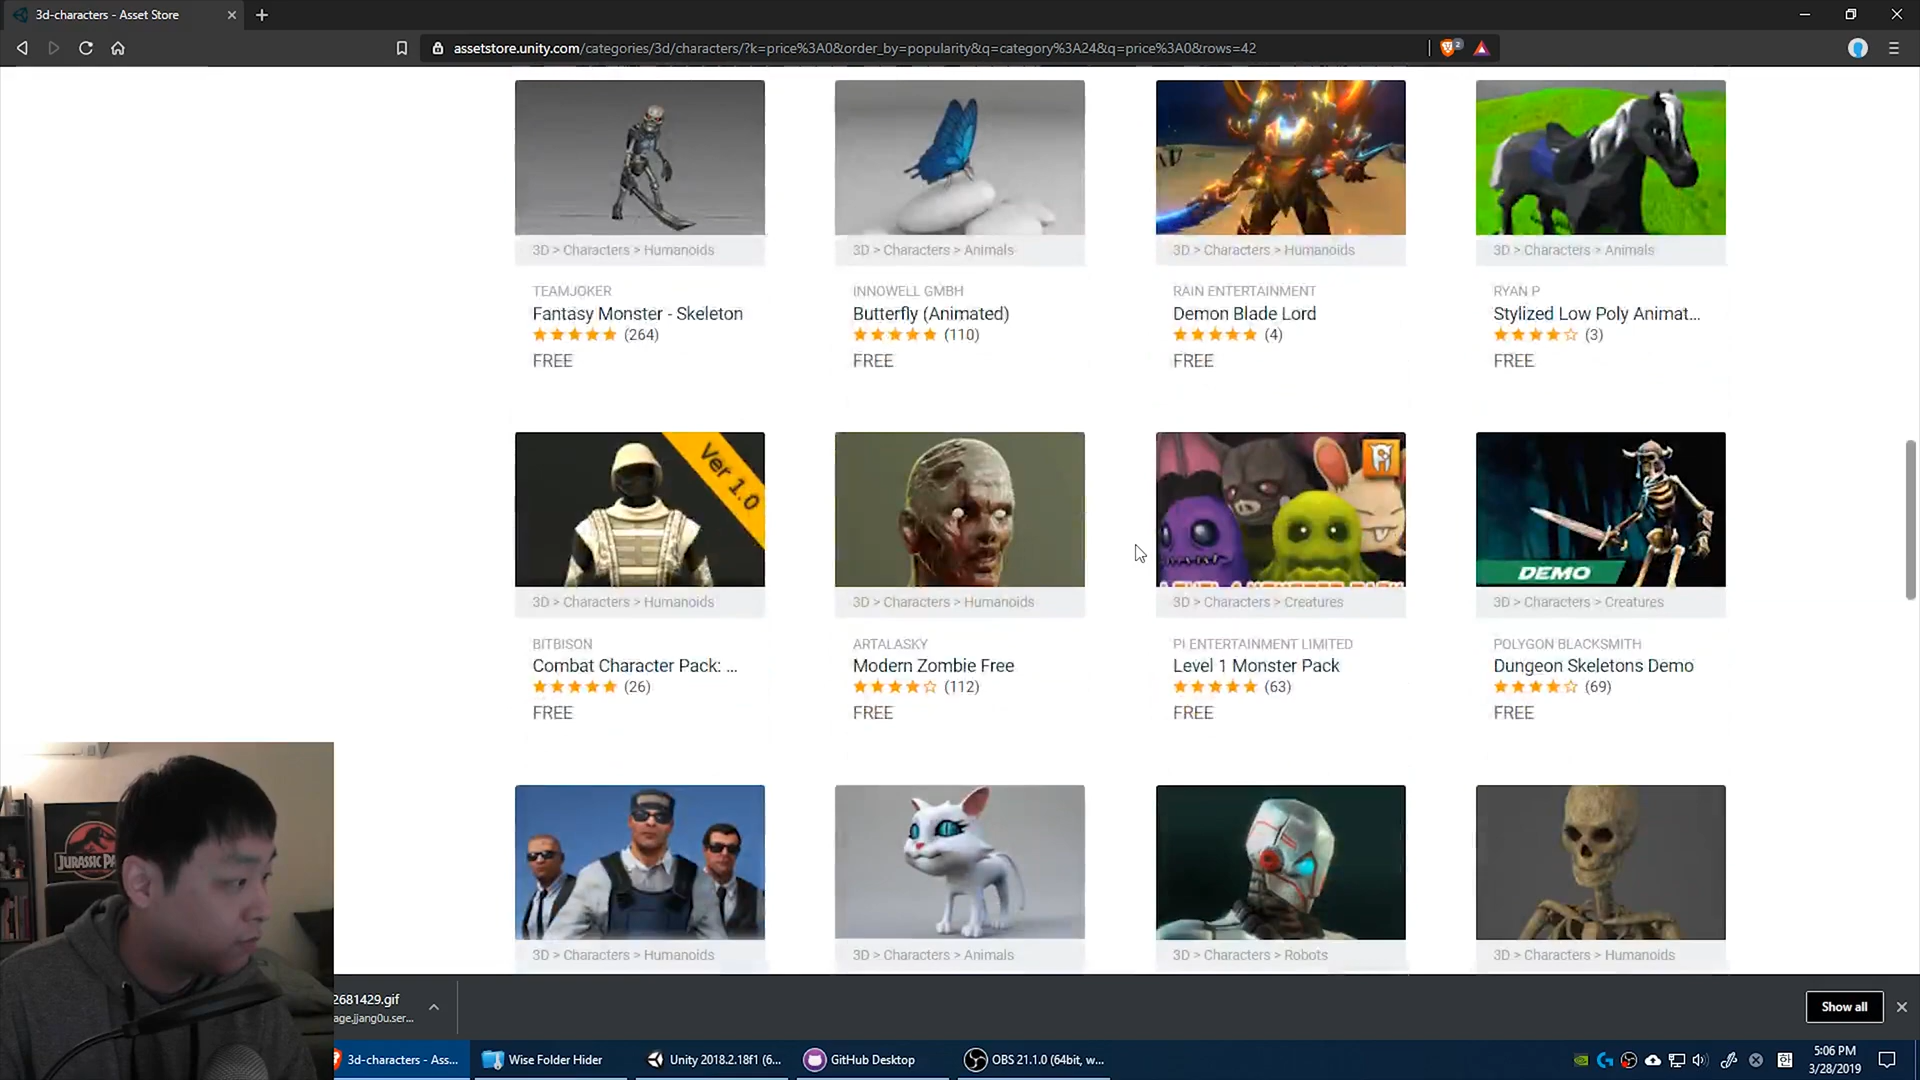 3d-characters - Asset Store
assetstore.unity.com/categories/3d/characters/?k=price%3A0&order_by=popularity&q=category%3A24&q=price%3A0&rows=42
2
3D > Characters > Humanoids
3D > Characters > Animals
3D > Characters > Humanoids
3D > Characters > Animals
TEAMJOKER
INNOWELL GMBH
RAIN ENTERTAINMENT
RYAN P
Fantasy Monster - Skeleton
Butterfly (Animated)
Demon Blade Lord
Stylized Low Poly Animat...
(264)
(110)
(4)
(3)
FREE
FREE
FREE
FREE
Ver 1.0
DEMO
3D > Characters > Humanoids
3D > Characters > Humanoids
3D > Characters > Creatures
3D > Characters > Creatures
BITBISON
ARTALASKY
PI ENTERTAINMENT LIMITED
POLYGON BLACKSMITH
Combat Character Pack: ...
Modern Zombie Free
Level 1 Monster Pack
Dungeon Skeletons Demo
(26)
(112)
(63)
(69)
FREE
FREE
FREE
FREE
JURASSIC PA
3D > Characters > Humanoids
3D > Characters > Animals
3D > Characters > Robots
3D > Characters > Humanoids
2681429.gif
age.jjang0u.ser...
Show all
3d-characters - Ass...
Wise Folder Hider
Unity 2018.2.18f1 (6...
GitHub Desktop
OBS 21.1.0 (64bit, w...
한
5:06 PM
3/28/2019